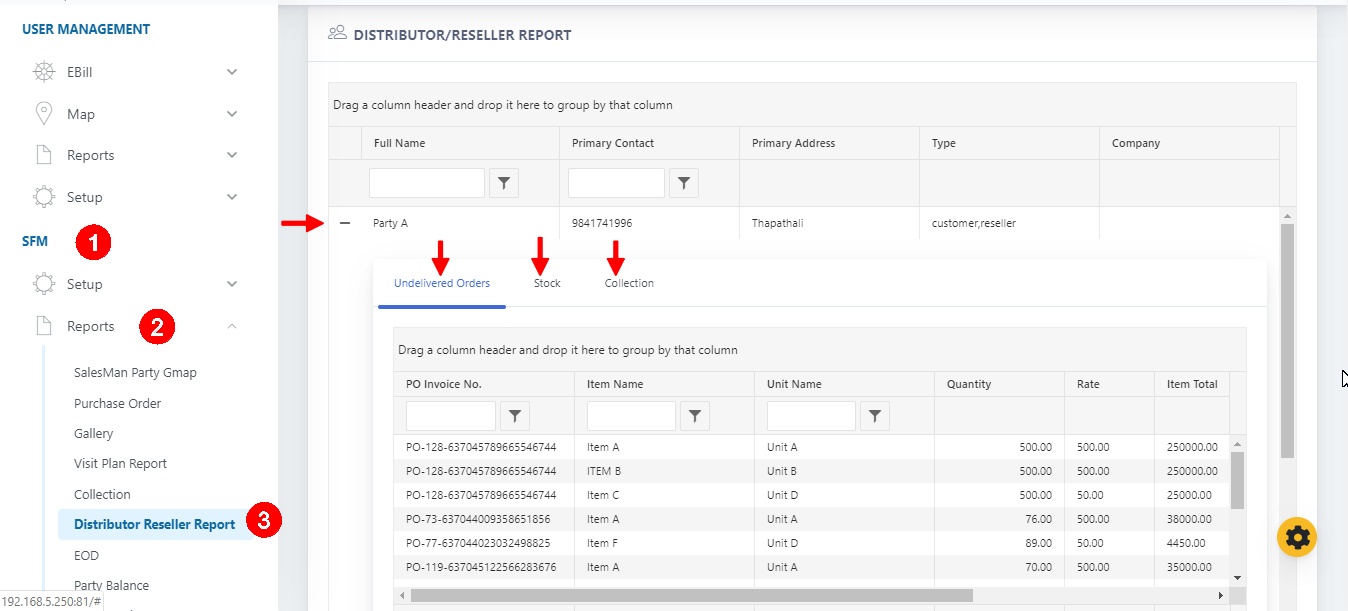 USER MANAGEMENT
EBill
Map
Reports
Setup
SFM 1
Setup
Reports 2
SalesMan Party Gmap
Purchase Order
Gallery
Visit Plan Report
Collection
Distributor Reseller Report 3
EOD
Party Balance
192.168.5.250:81/#
DISTRIBUTOR/RESELLER REPORT
Drag a column header and drop it here to group by that column
Full Name Primary Contact Primary Address Type Company
Party A 9841741996 Thapathali customer,reseller
Undelivered Orders Stock Collection
Drag a column header and drop it here to group by that column
PO Invoice No. Item Name Unit Name Quantity Rate Item Total
PO-128-637045789665546744 Item A Unit A 500.00 500.00 250000.00
PO-128-637045789665546744 ITEM B Unit B 500.00 500.00 250000.00
PO-128-637045789665546744 Item C Unit D 500.00 50.00 25000.00
PO-73-637044009358651856 Item A Unit A 76.00 500.00 38000.00
PO-77-637044023032498825 Item F Unit D 89.00 50.00 4450.00
PO-119-637045122566283676 Item A Unit A 70.00 500.00 35000.00